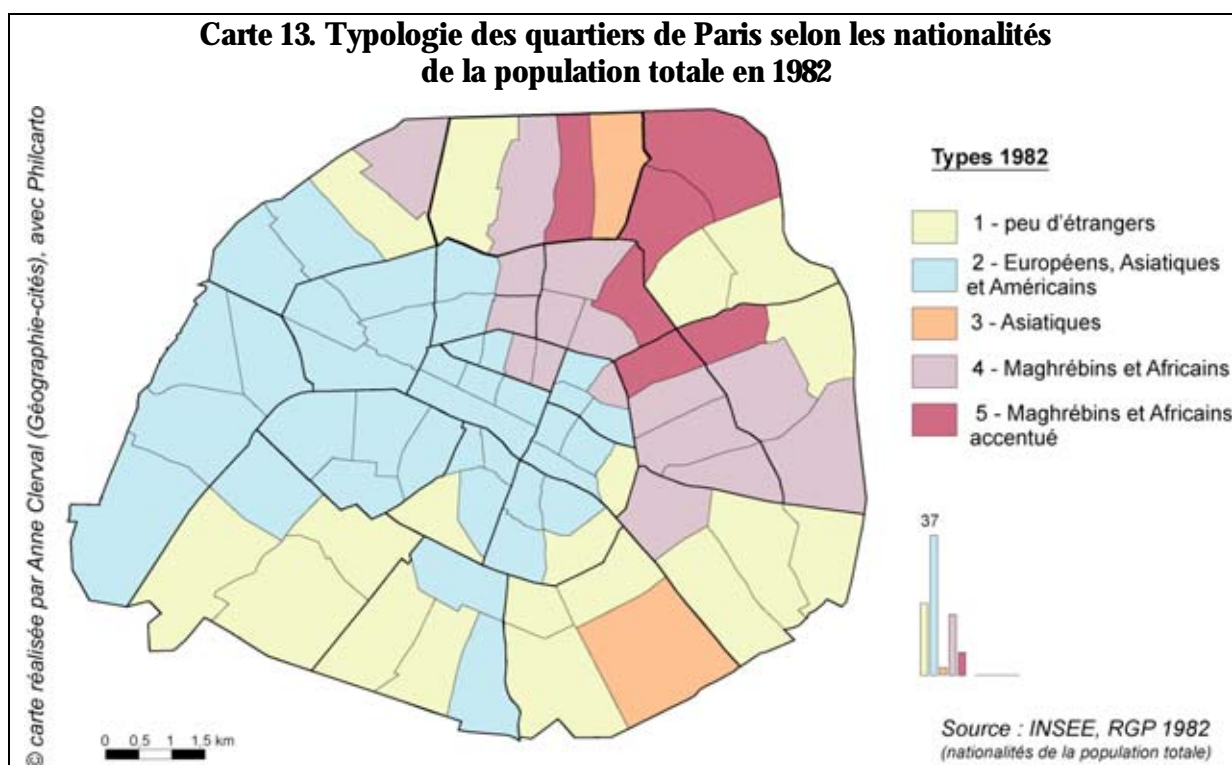 Carte 13. Typologie des quartiers de Paris selon les nationalités
de la population totale en 1982
© carte réalisée par Anne Clerval (Géographie-cités), avec Philcarto
Types 1982
1 - peu d'étrangers
2 - Européens, Asiatiques
et Américains
3 - Asiatiques
4 - Maghrébins et Africains
5 - Maghrébins et Africains
accentué
37
0 0,5 1 1,5 km
Source : INSEE, RGP 1982
(nationalités de la population totale)